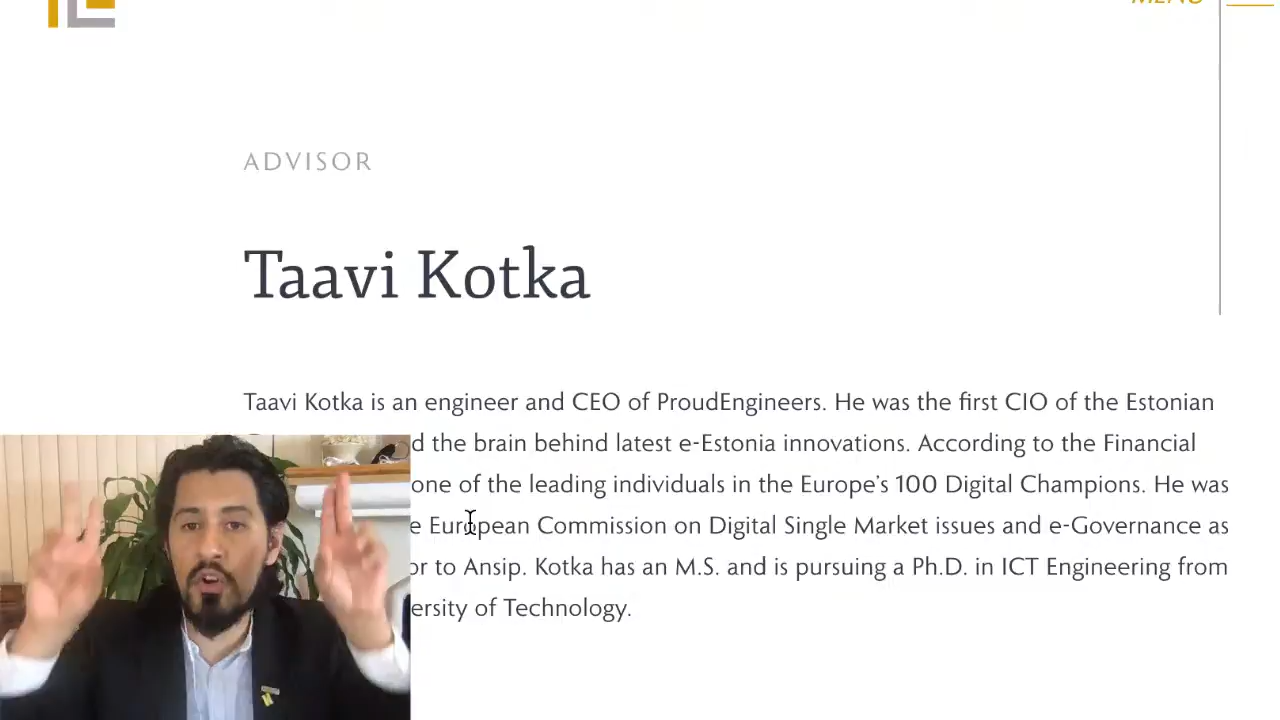 MENU
ADVISOR
Taavi Kotka
Taavi Kotka is an engineer and CEO of ProudEngineers. He was the first CIO of the Estonian
the brain behind latest e-Estonia innovations. According to the Financial
one of the leading individuals in the Europe's 100 Digital Champions. He was
European Commission on Digital Single Market issues and e-Governance as
to Ansip. Kotka has an M.S. and is pursuing a Ph.D. in ICT Engineering from
of Technology.